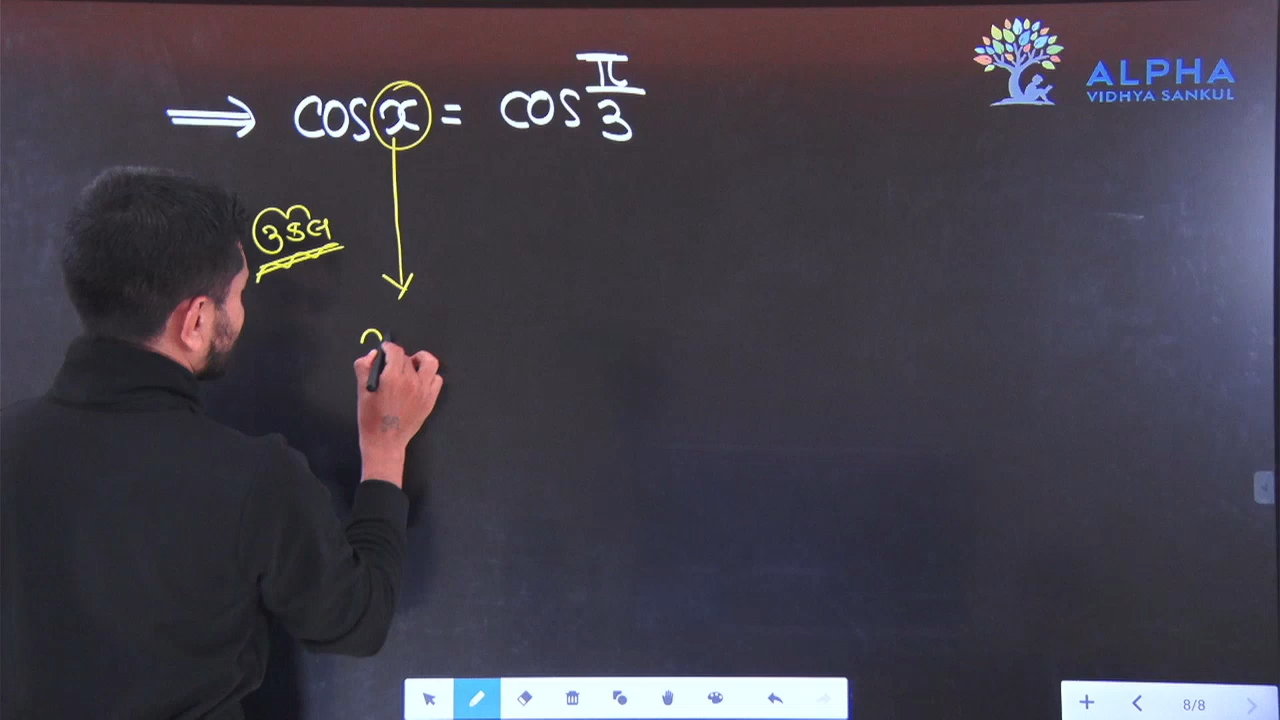 ⟹ cos x = cos π/3
ALPHA
VIDHYA SANKUL
ઉકેલ
8/8